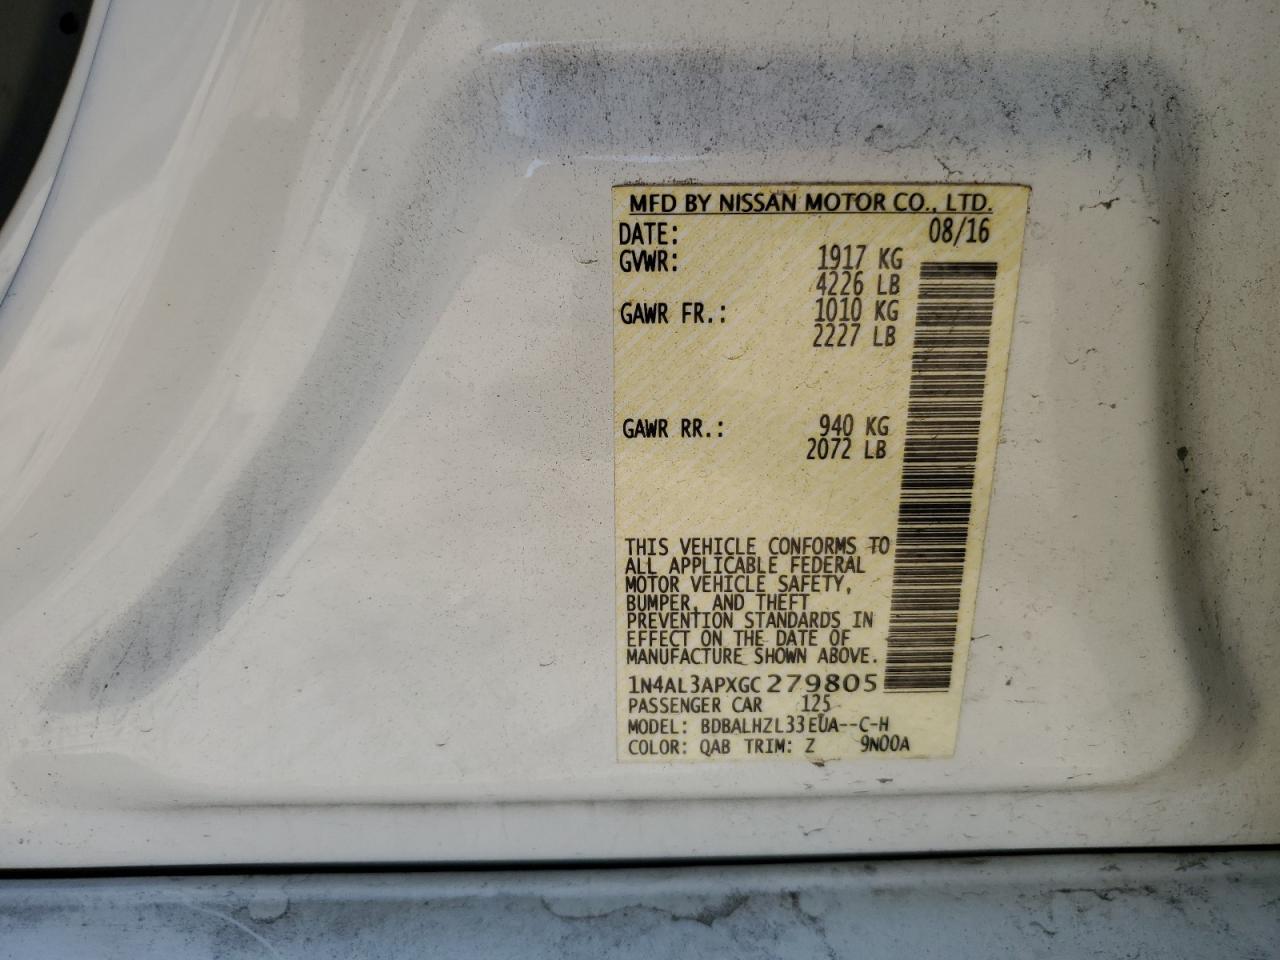 MFD BY NISSAN MOTOR CO., LTD.
DATE: 08/16
GVWR: 1917 KG
4226 LB
GAWR FR.: 1010 KG
2227 LB
GAWR RR.: 940 KG
2072 LB
THIS VEHICLE CONFORMS TO
ALL APPLICABLE FEDERAL
MOTOR VEHICLE SAFETY,
BUMPER, AND THEFT
PREVENTION STANDARDS IN
EFFECT ON THE DATE OF
MANUFACTURE SHOWN ABOVE.
1N4AL3APXGC279805
PASSENGER CAR 125
MODEL: BDBALHZL33EUA--C-H
COLOR: QAB TRIM: Z 9N00A